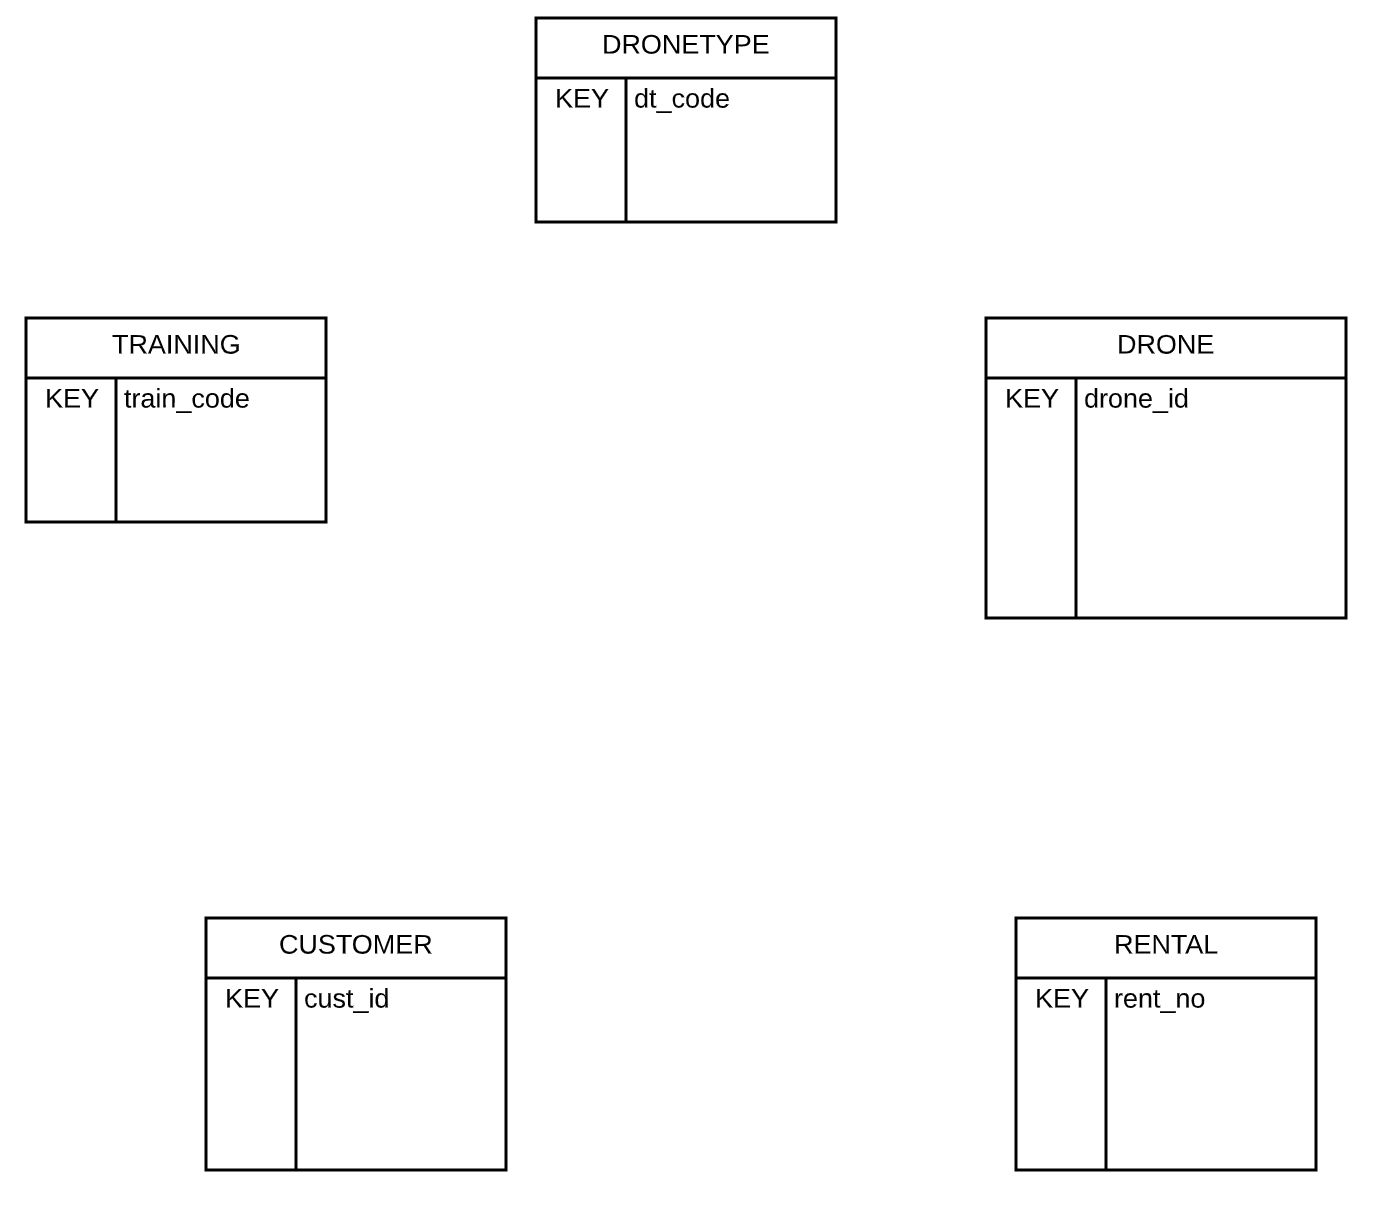 DRONETYPE
KEY dt_code
TRAINING
KEY train_code
DRONE
KEY drone_id
CUSTOMER
KEY cust_id
RENTAL
KEY rent_no